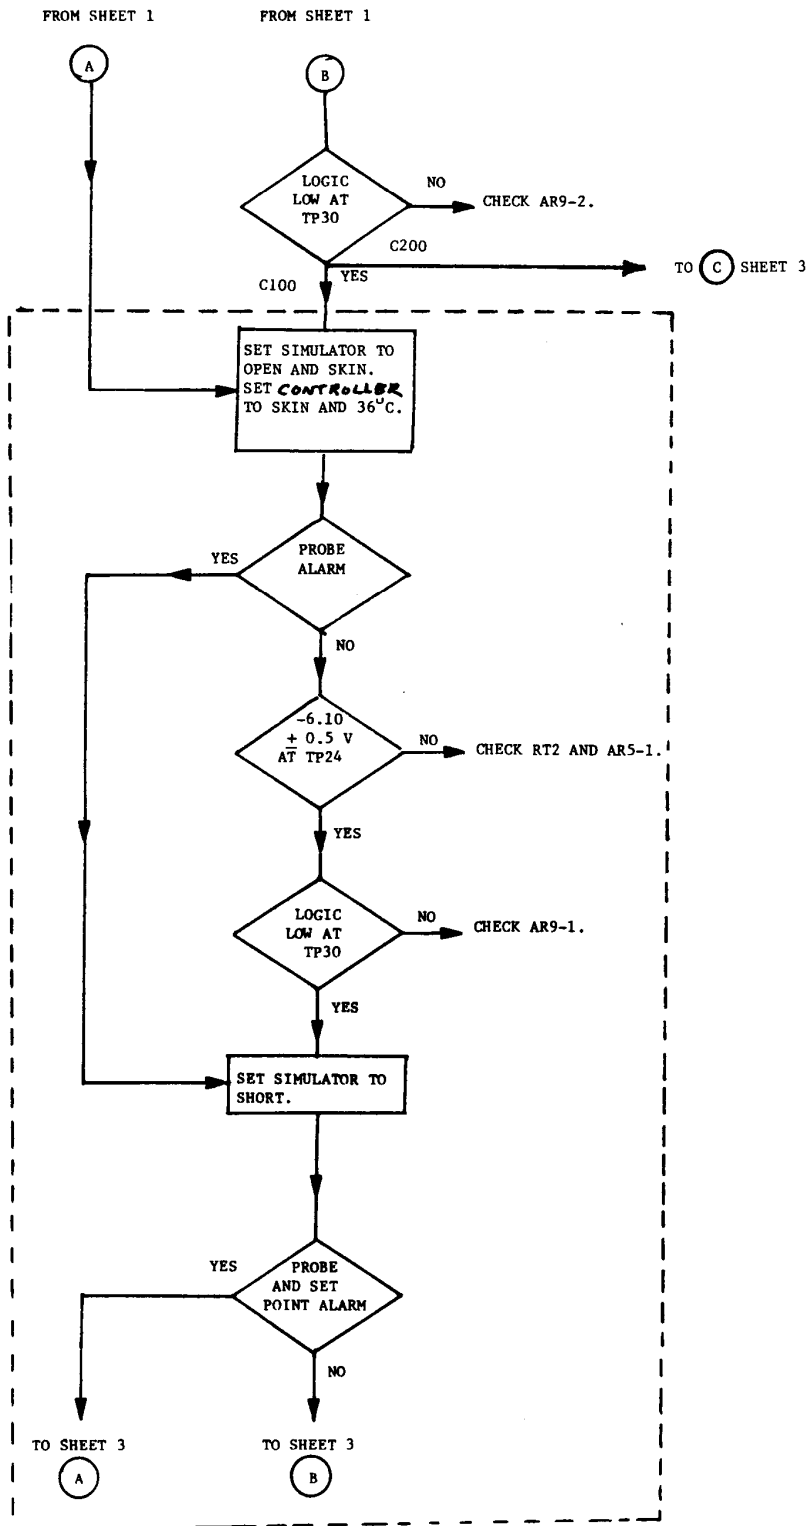 FROM SHEET 1
FROM SHEET 1
A
B
LOGIC
LOW AT
TP30
NO
CHECK AR9-2.
C200
TO C SHEET 3
YES
C100
SET SIMULATOR TO
OPEN AND SKIN.
SET CONTROLLER
TO SKIN AND 36°C.
PROBE
ALARM
YES
NO
-6.10
± 0.5 V
AT TP24
NO
CHECK RT2 AND AR5-1.
YES
LOGIC
LOW AT
TP30
NO
CHECK AR9-1.
YES
SET SIMULATOR TO
SHORT.
YES
PROBE
AND SET
POINT ALARM
NO
TO SHEET 3
TO SHEET 3
A
B